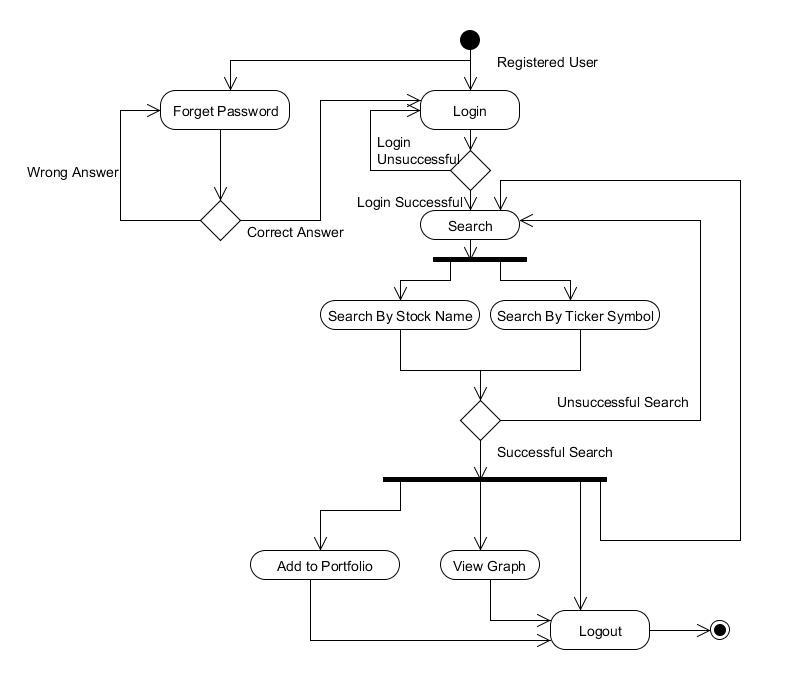 Registered User
Forget Password
Login
Login
Unsuccessful
Wrong Answer
Login Successful
Correct Answer
Search
Search By Stock Name
Search By Ticker Symbol
Unsuccessful Search
Successful Search
Add to Portfolio
View Graph
Logout